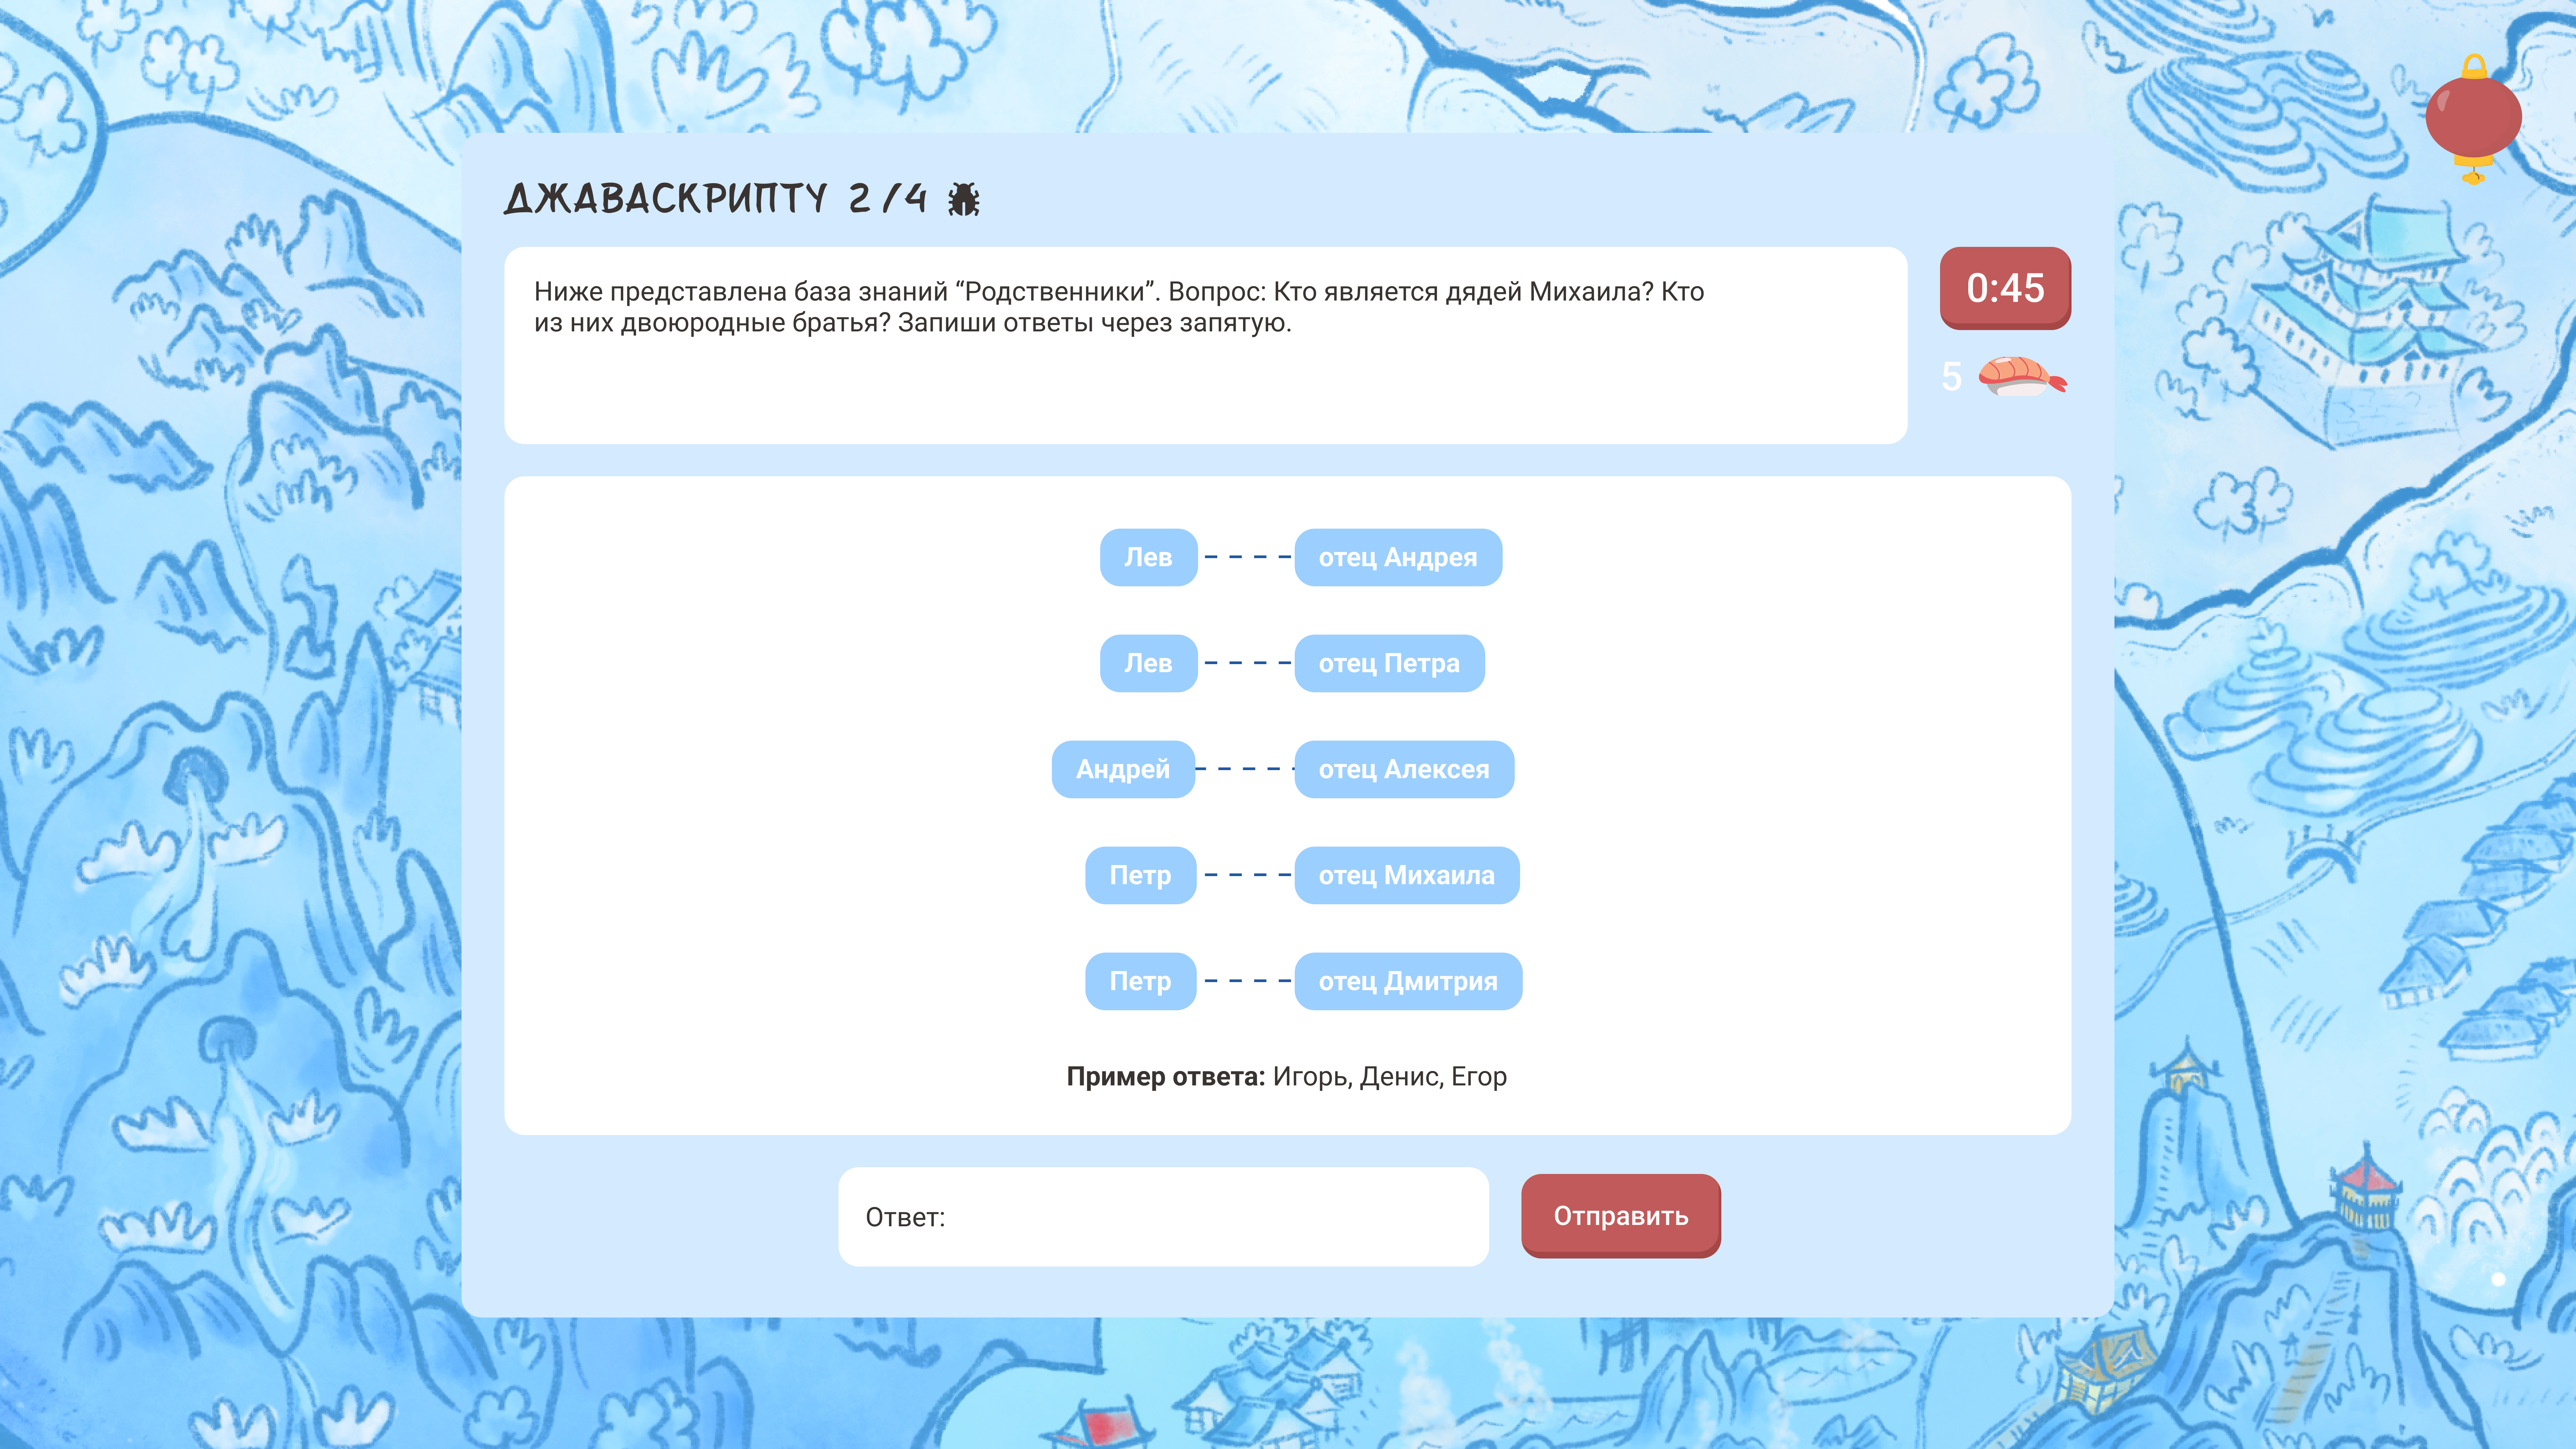 ДЖАВАСКРИПТУ 2/4
Ниже представлена база знаний “Родственники”. Вопрос: Кто является дядей Михаила? Кто
из них двоюродные братья? Запиши ответы через запятую.
0:45
5
Лев отец Андрея
Лев отец Петра
Андрей отец Алексея
Петр отец Михаила
Петр отец Дмитрия
Пример ответа: Игорь, Денис, Егор
Ответ:
Отправить